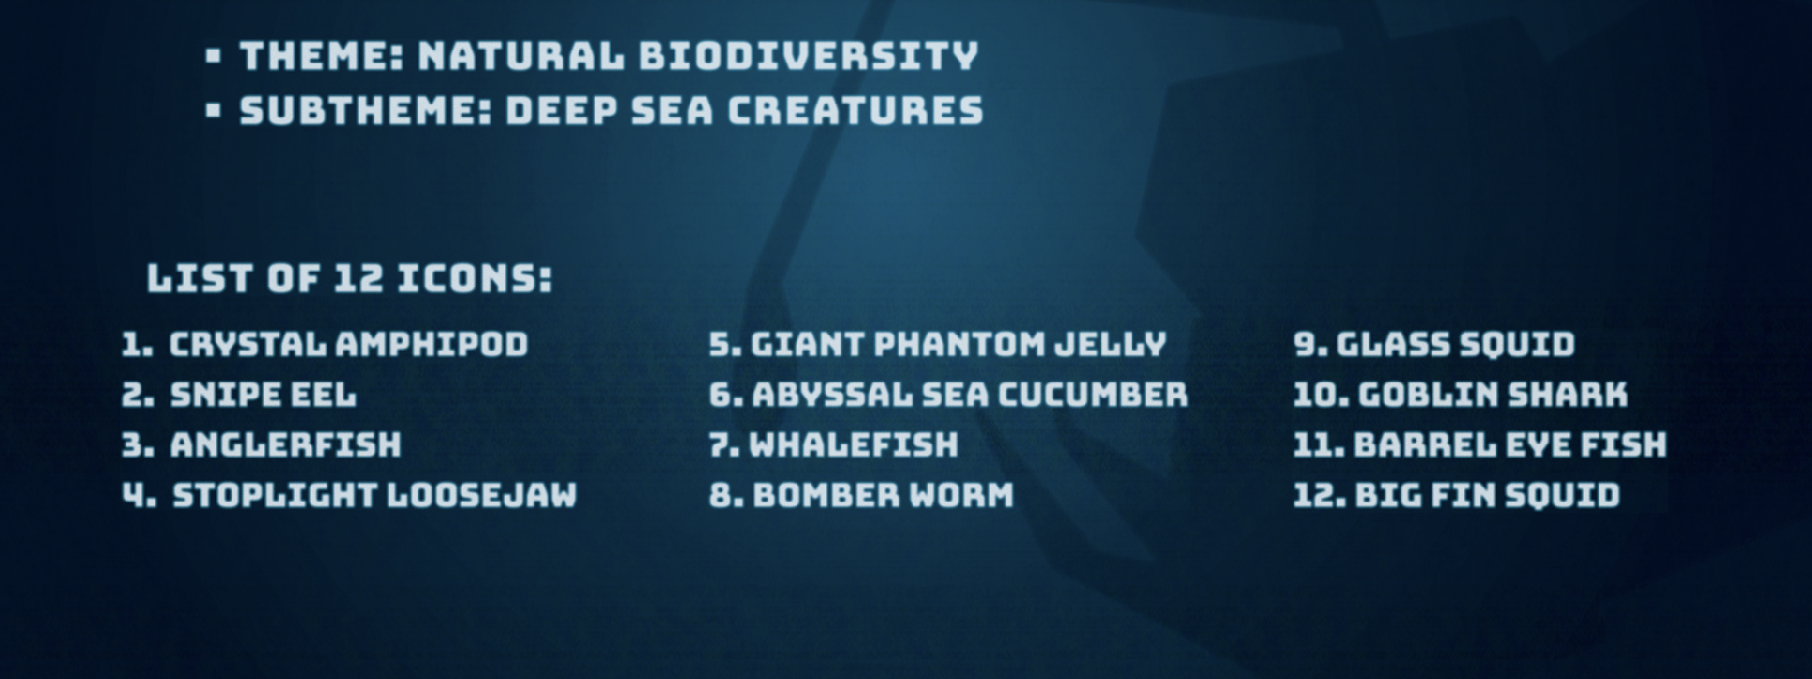 ▪ THEME: NATURAL BIODIVERSITY
▪ SUBTHEME: DEEP SEA CREATURES
LIST OF 12 ICONS:
1. CRYSTAL AMPHIPOD
2. SNIPE EEL
3. ANGLERFISH
4. STOPLIGHT LOOSEJAW
5. GIANT PHANTOM JELLY
6. ABYSSAL SEA CUCUMBER
7. WHALEFISH
8. BOMBER WORM
9. GLASS SQUID
10. GOBLIN SHARK
11. BARREL EYE FISH
12. BIG FIN SQUID